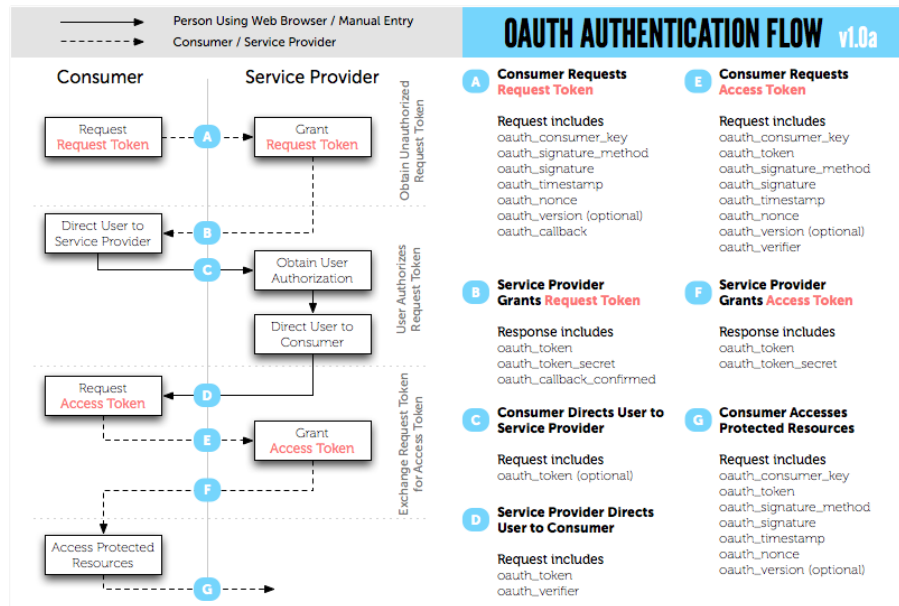 Person Using Web Browser / Manual Entry
Consumer / Service Provider
OAUTH AUTHENTICATION FLOW v1.0a
Consumer
Service Provider
Request
Request Token
A
Grant
Request Token
Obtain Unauthorized
Request Token
Direct User to
Service Provider
B
C
Obtain User
Authorization
Direct User to
Consumer
User Authorizes
Request Token
Request
Access Token
D
E
Grant
Access Token
F
Exchange Request Token
for Access Token
Access Protected
Resources
G
A
Consumer Requests
Request Token
Request includes
oauth_consumer_key
oauth_signature_method
oauth_signature
oauth_timestamp
oauth_nonce
oauth_version (optional)
oauth_callback
B
Service Provider
Grants Request Token
Response includes
oauth_token
oauth_token_secret
oauth_callback_confirmed
C
Consumer Directs User to
Service Provider
Request includes
oauth_token (optional)
D
Service Provider Directs
User to Consumer
Request includes
oauth_token
oauth_verifier
E
Consumer Requests
Access Token
Request includes
oauth_consumer_key
oauth_token
oauth_signature_method
oauth_signature
oauth_timestamp
oauth_nonce
oauth_version (optional)
oauth_verifier
F
Service Provider
Grants Access Token
Response includes
oauth_token
oauth_token_secret
G
Consumer Accesses
Protected Resources
Request includes
oauth_consumer_key
oauth_token
oauth_signature_method
oauth_signature
oauth_timestamp
oauth_nonce
oauth_version (optional)